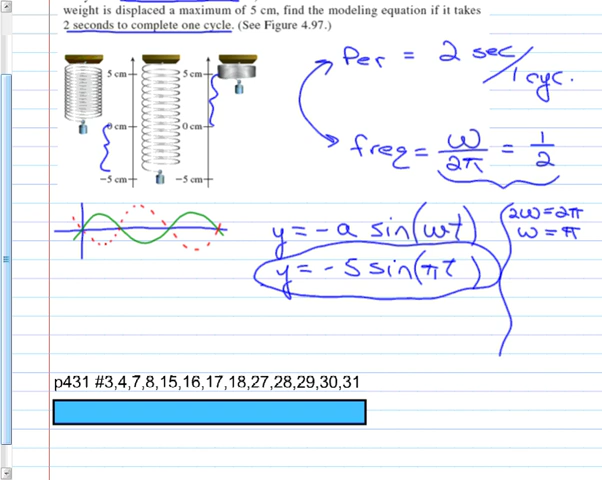 weight is displaced a maximum of 5 cm, find the modeling equation if it takes
2 seconds to complete one cycle. (See Figure 4.97.)
5 cm 5 cm
0 cm 0 cm
−5 cm −5 cm
Per = 2 sec/1 cyc.
freq = ω/2π = 1/2
2ω = 2π
ω = π
y = -a sin(ωt)
y = -5 sin(πt)
p431 #3,4,7,8,15,16,17,18,27,28,29,30,31